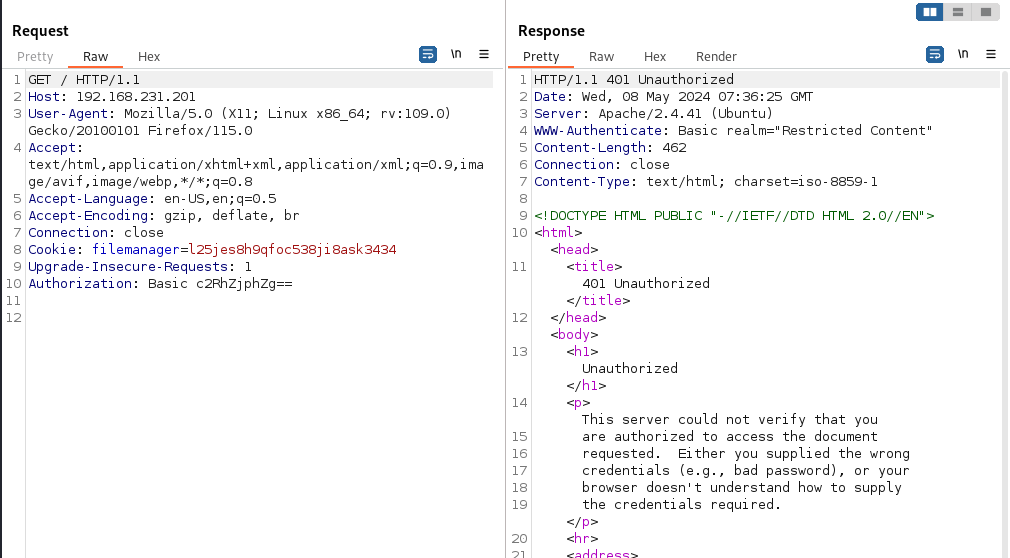 Request
Pretty Raw Hex \n
1 GET / HTTP/1.1
2 Host: 192.168.231.201
3 User-Agent: Mozilla/5.0 (X11; Linux x86_64; rv:109.0)
Gecko/20100101 Firefox/115.0
4 Accept:
text/html,application/xhtml+xml,application/xml;q=0.9,ima
ge/avif,image/webp,*/*;q=0.8
5 Accept-Language: en-US,en;q=0.5
6 Accept-Encoding: gzip, deflate, br
7 Connection: close
8 Cookie: filemanager=l25jes8h9qfoc538ji8ask3434
9 Upgrade-Insecure-Requests: 1
10 Authorization: Basic c2RhZjphZg==
11
12
Response
Pretty Raw Hex Render \n
1 HTTP/1.1 401 Unauthorized
2 Date: Wed, 08 May 2024 07:36:25 GMT
3 Server: Apache/2.4.41 (Ubuntu)
4 WWW-Authenticate: Basic realm="Restricted Content"
5 Content-Length: 462
6 Connection: close
7 Content-Type: text/html; charset=iso-8859-1
8
9 <!DOCTYPE HTML PUBLIC "-//IETF//DTD HTML 2.0//EN">
10 <html>
<head>
11 <title>
401 Unauthorized
</title>
12 </head>
<body>
13 <h1>
Unauthorized
</h1>
14 <p>
This server could not verify that you
15 are authorized to access the document
16 requested.  Either you supplied the wrong
17 credentials (e.g., bad password), or your
18 browser doesn't understand how to supply
19 the credentials required.
</p>
20 <hr>
21 <address>